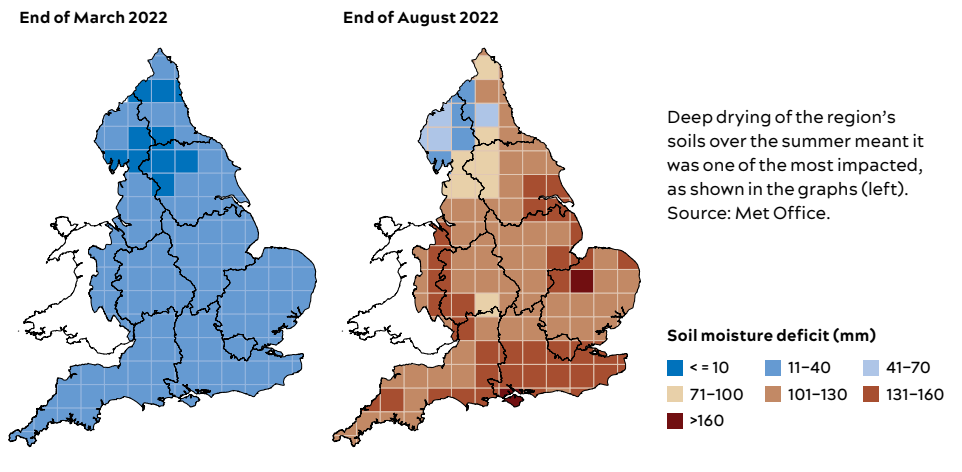 End of March 2022
End of August 2022
Deep drying of the region’s
soils over the summer meant it
was one of the most impacted,
as shown in the graphs (left).
Source: Met Office.
Soil moisture deficit (mm)
< = 10
11–40
41–70
71–100
101–130
131–160
>160